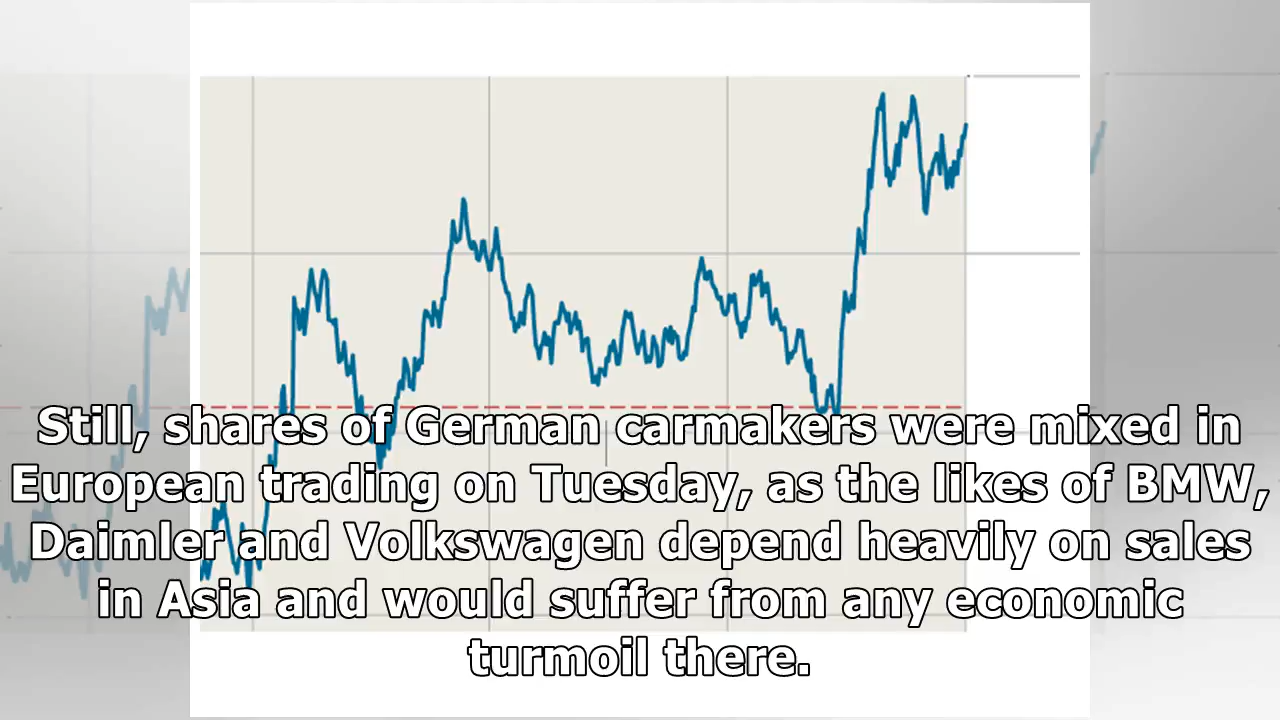 Still, shares of German carmakers were mixed in
European trading on Tuesday, as the likes of BMW,
Daimler and Volkswagen depend heavily on sales
in Asia and would suffer from any economic
turmoil there.